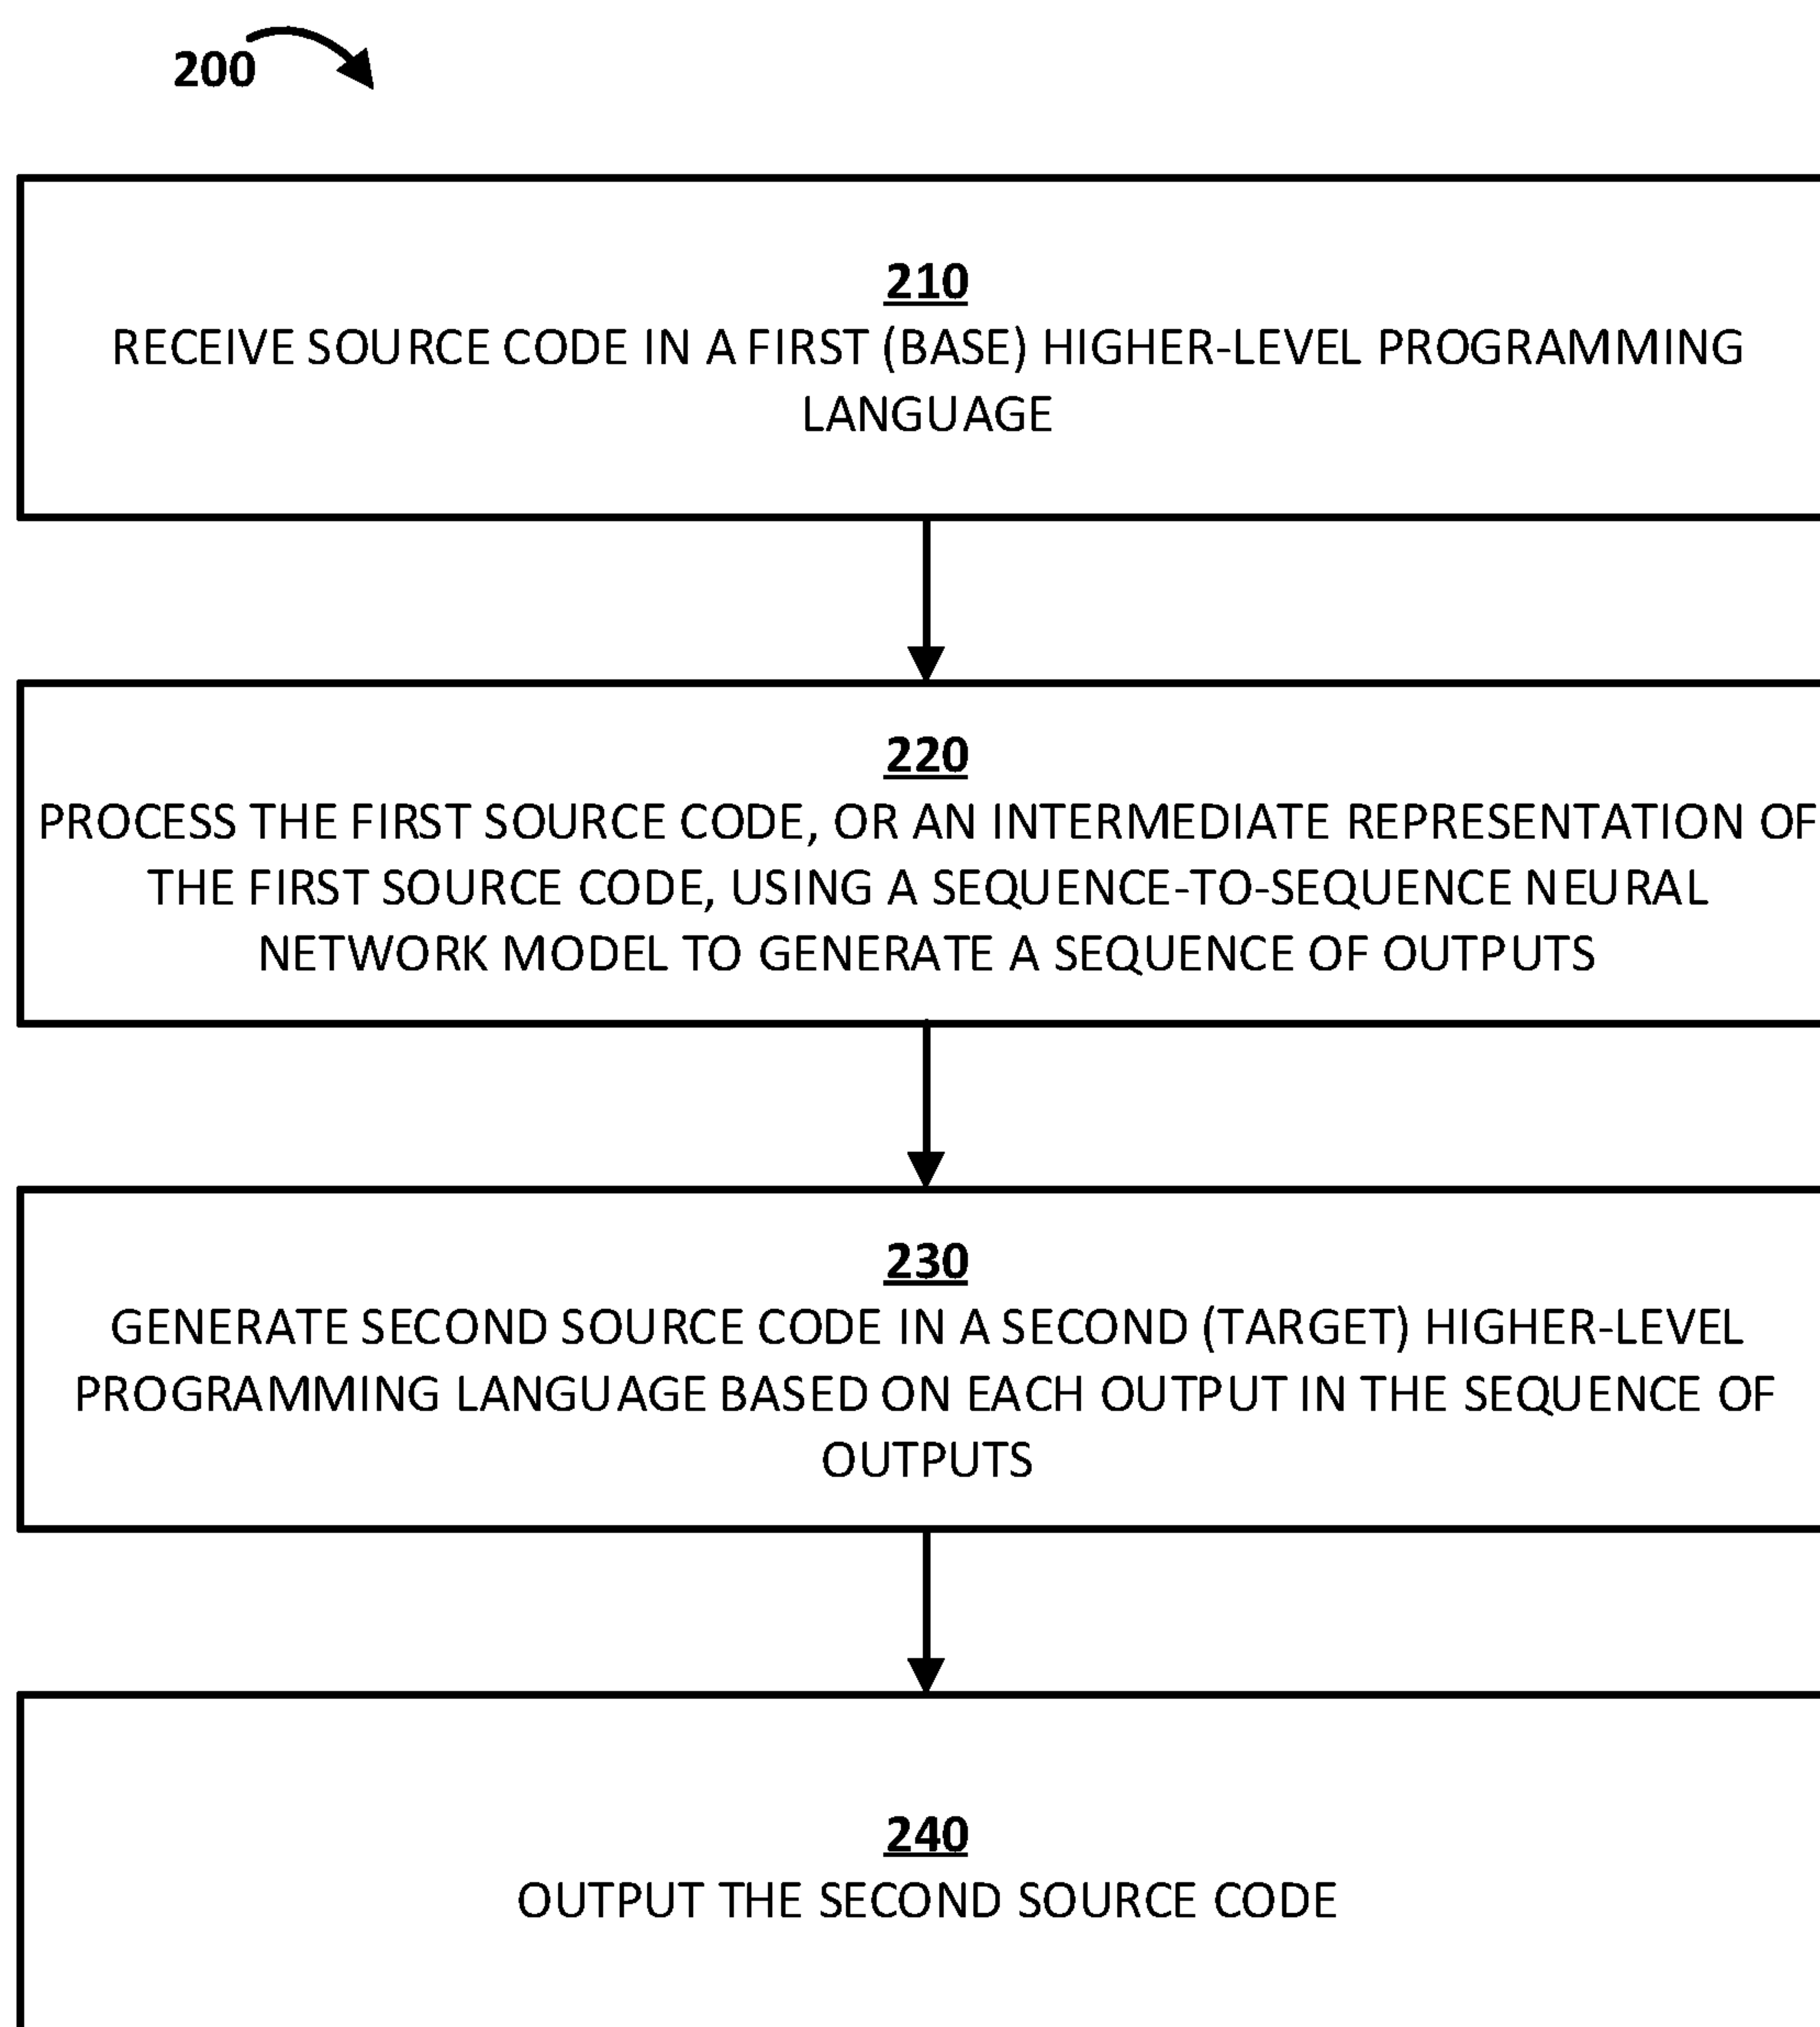 200
210
RECEIVE SOURCE CODE IN A FIRST (BASE) HIGHER-LEVEL PROGRAMMING
LANGUAGE
220
PROCESS THE FIRST SOURCE CODE, OR AN INTERMEDIATE REPRESENTATION OF
THE FIRST SOURCE CODE, USING A SEQUENCE-TO-SEQUENCE NEURAL
NETWORK MODEL TO GENERATE A SEQUENCE OF OUTPUTS
230
GENERATE SECOND SOURCE CODE IN A SECOND (TARGET) HIGHER-LEVEL
PROGRAMMING LANGUAGE BASED ON EACH OUTPUT IN THE SEQUENCE OF
OUTPUTS
240
OUTPUT THE SECOND SOURCE CODE